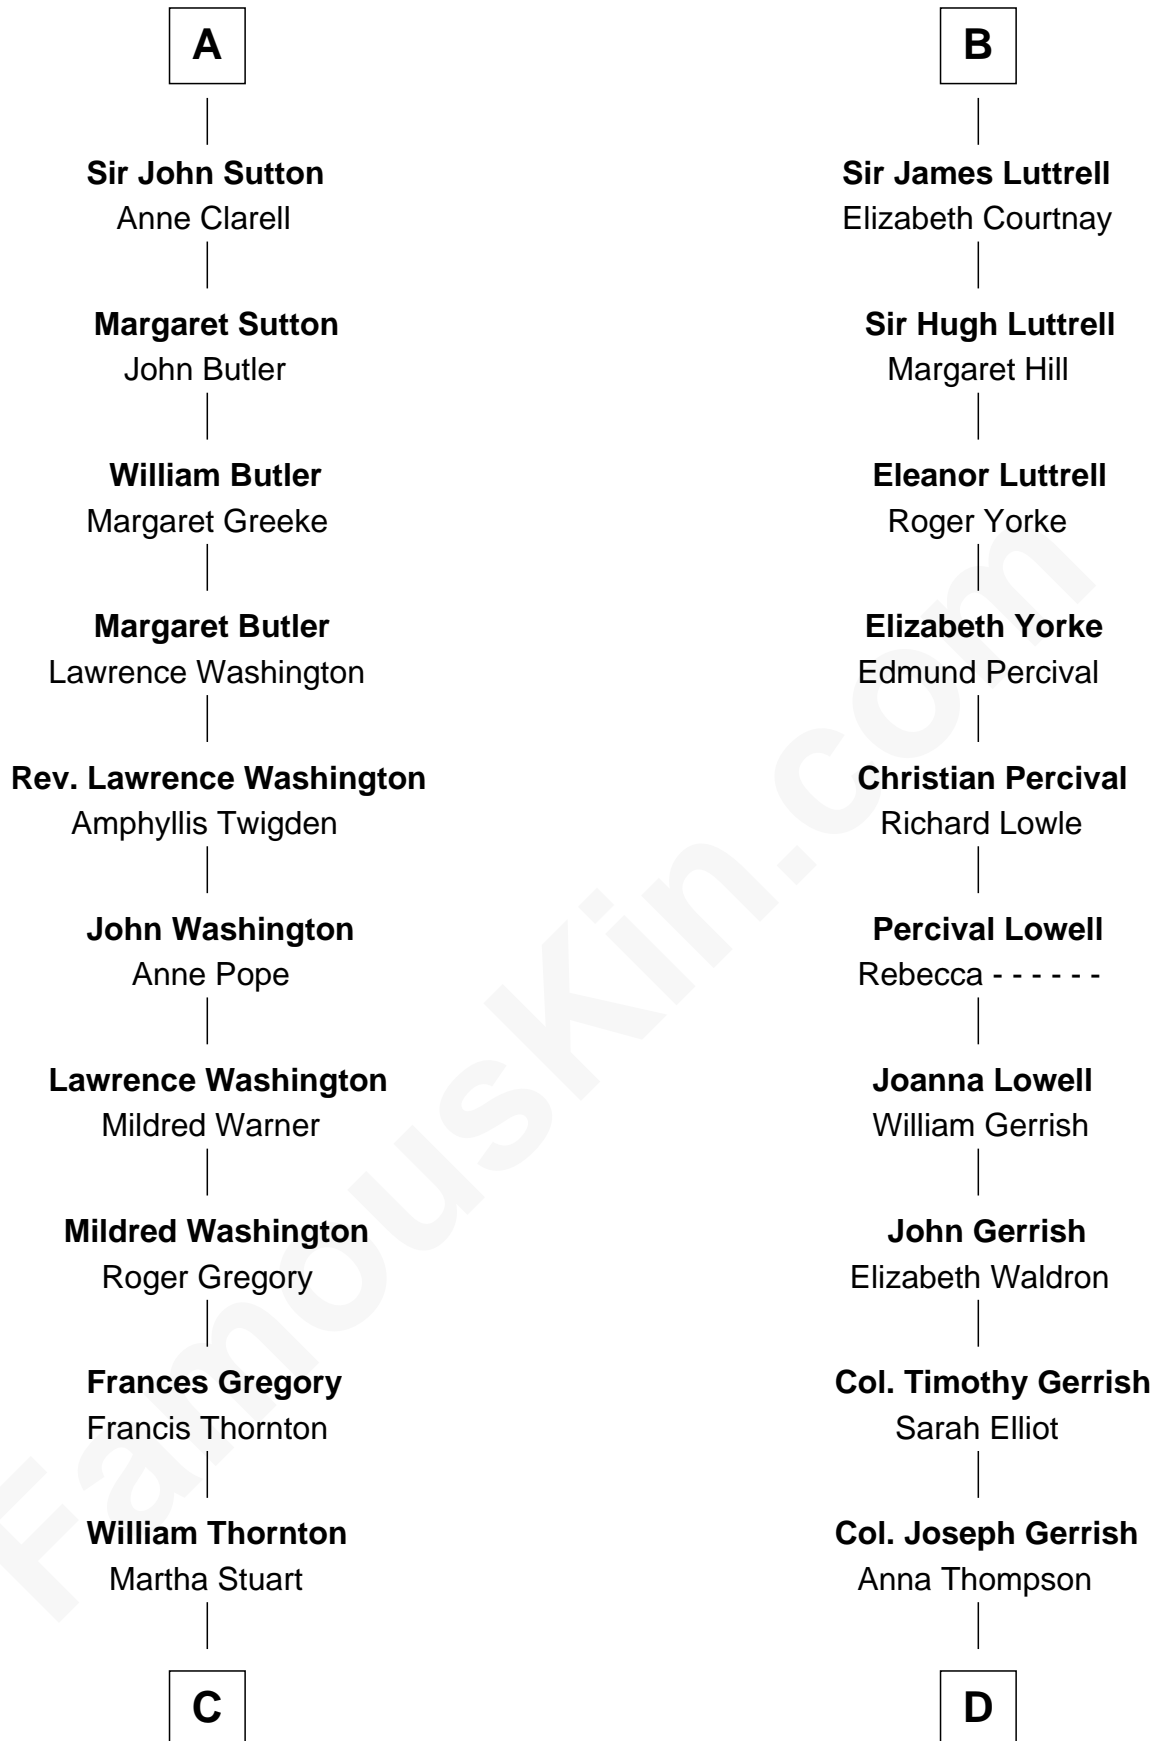 A
Sir John Sutton
Anne Clarell
Margaret Sutton
John Butler
William Butler
Margaret Greeke
Margaret Butler
Lawrence Washington
Rev. Lawrence Washington
Amphyllis Twigden
John Washington
Anne Pope
Lawrence Washington
Mildred Warner
Mildred Washington
Roger Gregory
Frances Gregory
Francis Thornton
William Thornton
Martha Stuart
C
B
Sir James Luttrell
Elizabeth Courtnay
Sir Hugh Luttrell
Margaret Hill
Eleanor Luttrell
Roger Yorke
Elizabeth Yorke
Edmund Percival
Christian Percival
Richard Lowle
Percival Lowell
Rebecca - - - - - -
Joanna Lowell
William Gerrish
John Gerrish
Elizabeth Waldron
Col. Timothy Gerrish
Sarah Elliot
Col. Joseph Gerrish
Anna Thompson
D
FamousKin.com